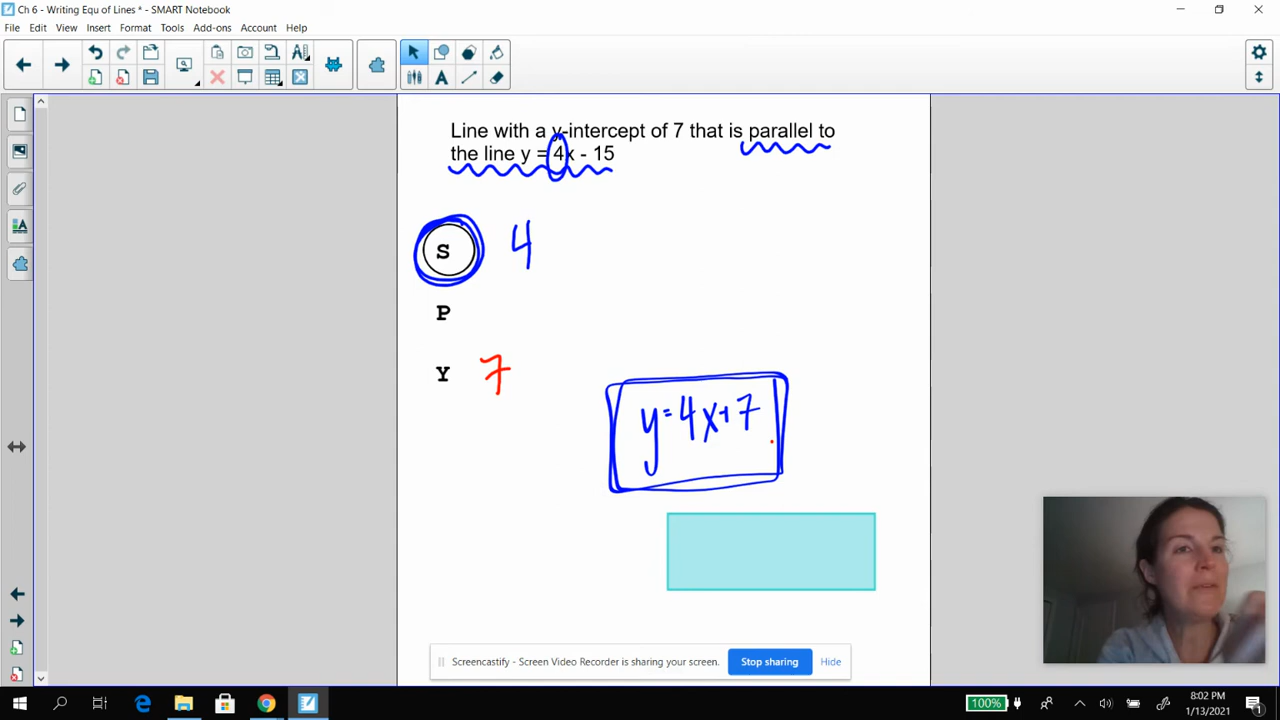 Ch 6 - Writing Equ of Lines * - SMART Notebook
File Edit View Insert Format Tools Add-ons Account Help
Line with a y-intercept of 7 that is parallel to
the line y = 4x - 15
S 4
P
Y 7
y=4x+7
Screencastify - Screen Video Recorder is sharing your screen. Stop sharing Hide
100%
8:02 PM
1/13/2021
1